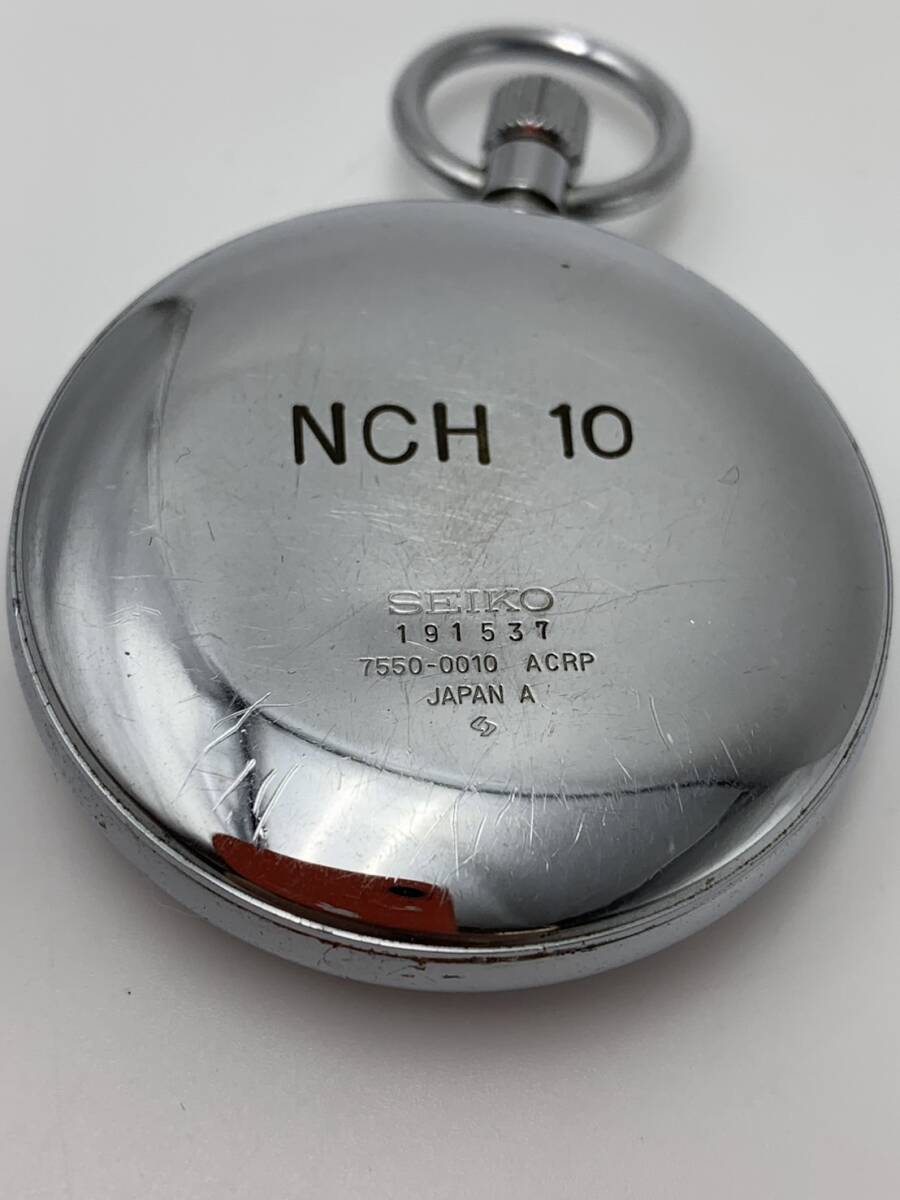 NCH 10
SEIKO
191537
7550-0010 ACRP
JAPAN A